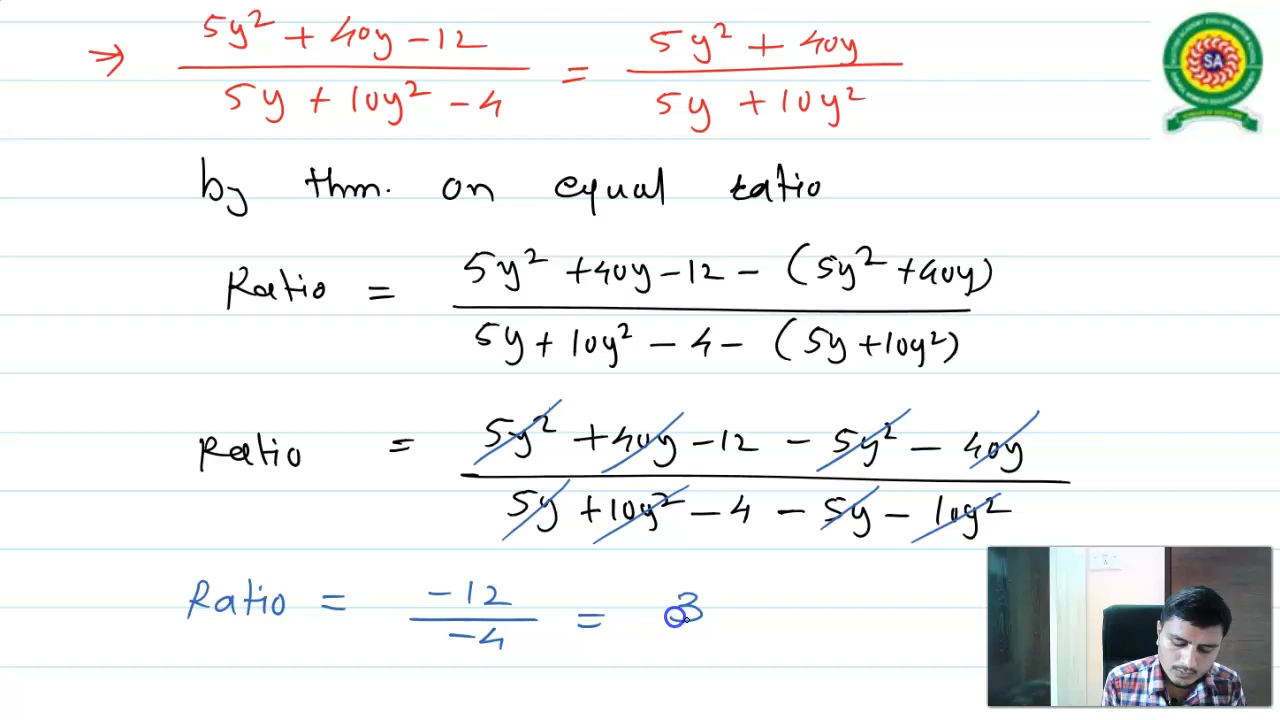 ⇒ (5y² + 40y - 12)/(5y + 10y² - 4) = (5y² + 40y)/(5y + 10y²)
SA
by thm. on equal ratio
Ratio = (5y² + 40y - 12 - (5y² + 40y))/(5y + 10y² - 4 - (5y + 10y²))
Ratio = (5y² + 40y - 12 - 5y² - 40y)/(5y + 10y² - 4 - 5y - 10y²)
Ratio = -12/-4 = 3